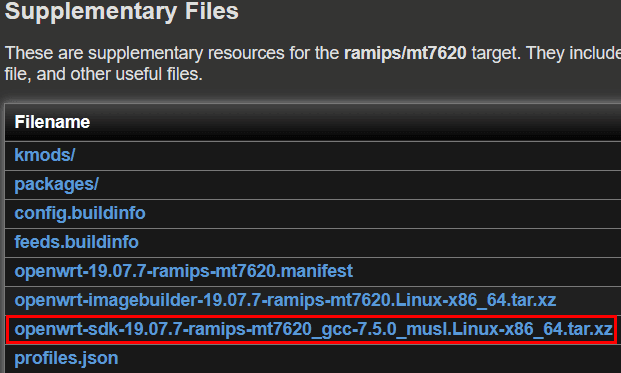 Supplementary Files
These are supplementary resources for the ramips/mt7620 target. They include
file, and other useful files.
Filename
kmods/
packages/
config.buildinfo
feeds.buildinfo
openwrt-19.07.7-ramips-mt7620.manifest
openwrt-imagebuilder-19.07.7-ramips-mt7620.Linux-x86_64.tar.xz
openwrt-sdk-19.07.7-ramips-mt7620_gcc-7.5.0_musl.Linux-x86_64.tar.xz
profiles.json